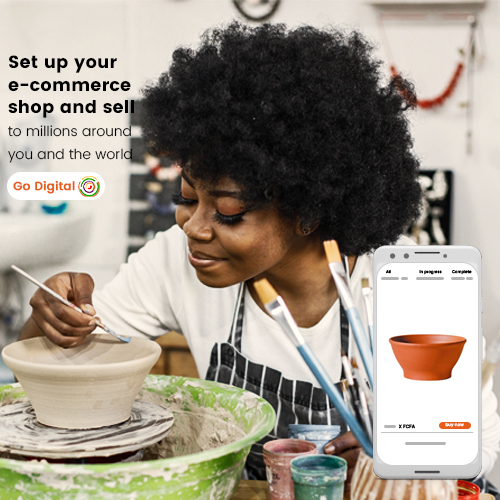 Set up your
e-commerce
shop and sell
to millions around
you and the world
Go Digital
All In progress Complete
X FCFA Buy now